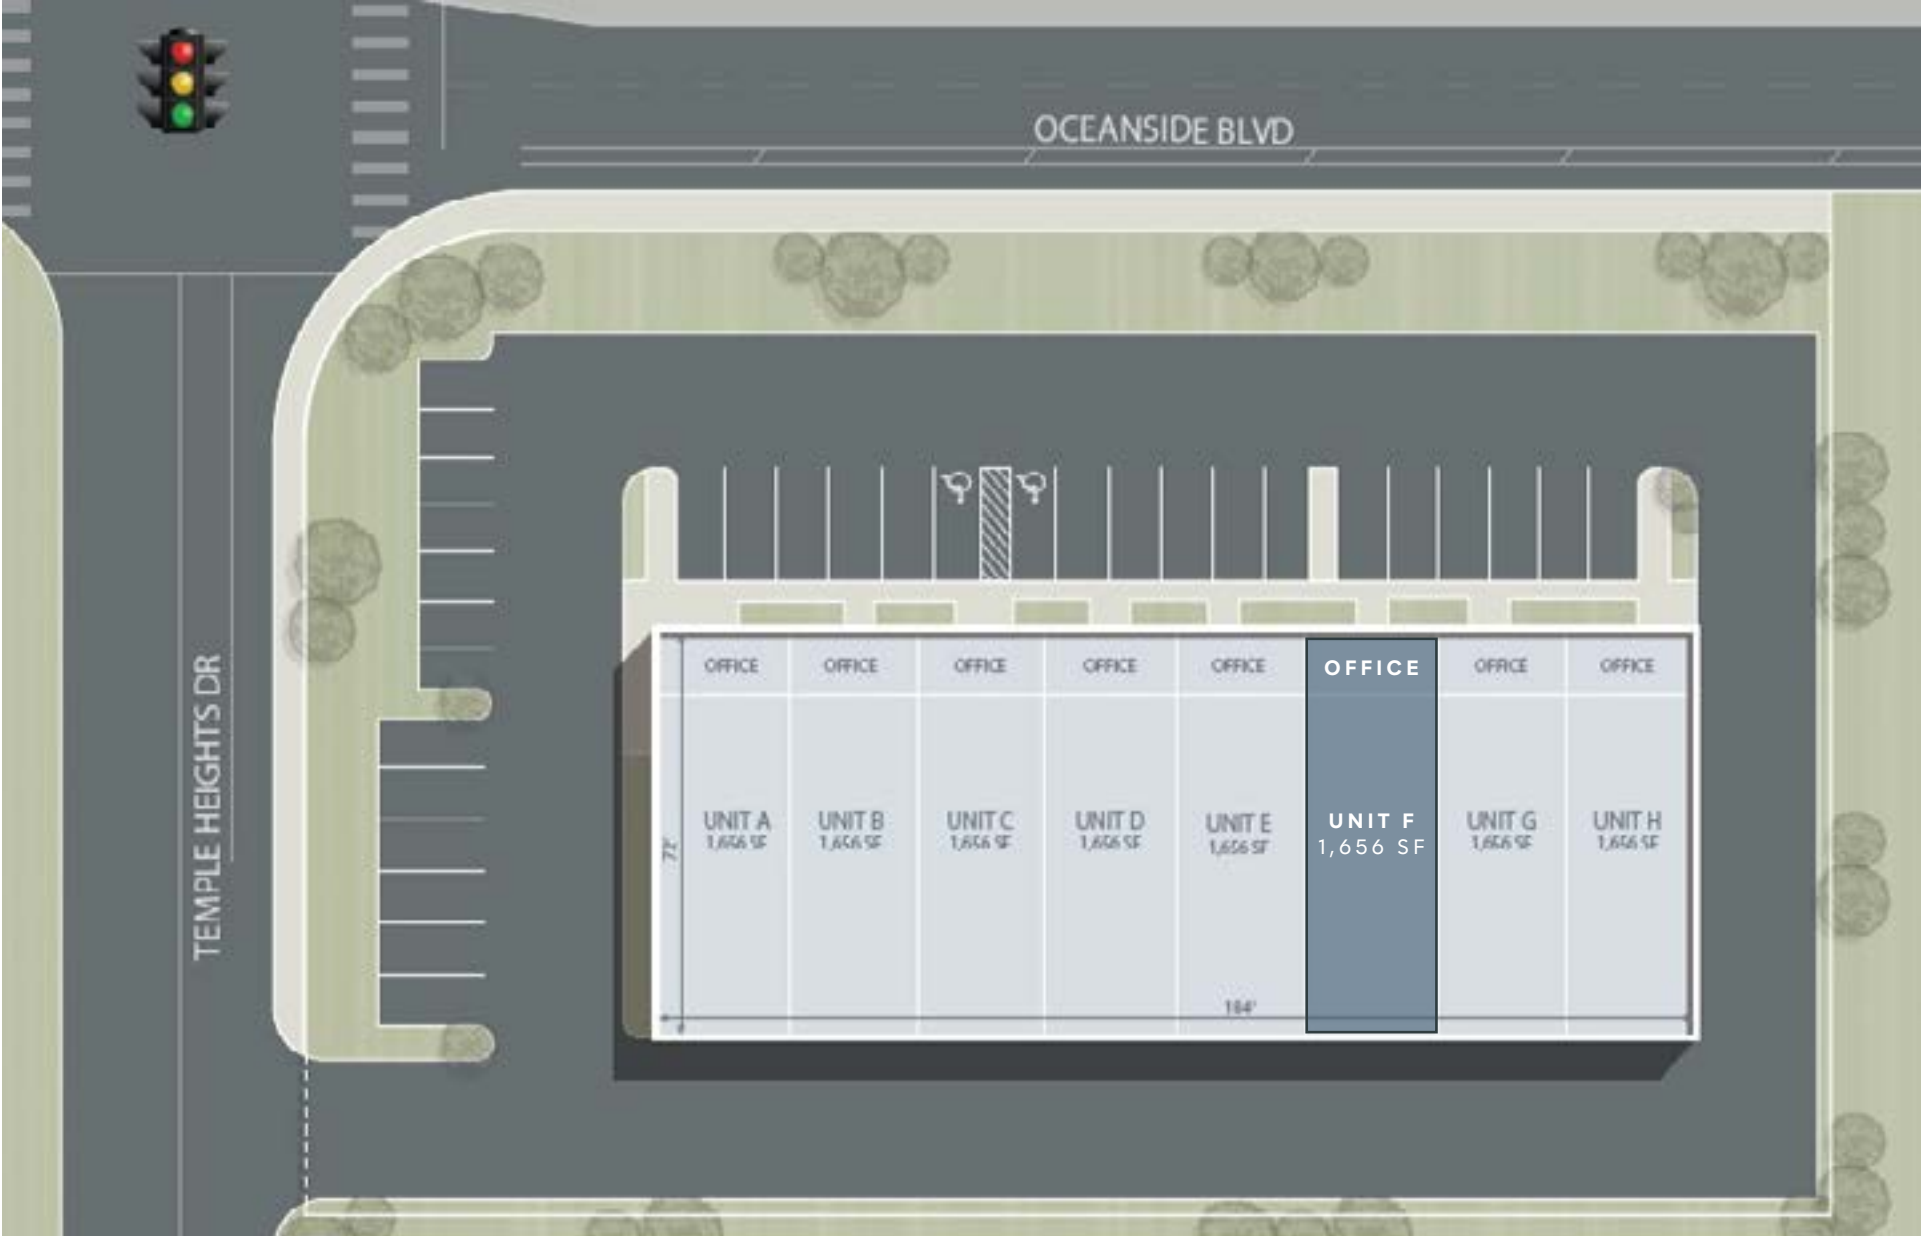 OCEANSIDE BLVD
TEMPLE HEIGHTS DR
OFFICE
OFFICE
OFFICE
OFFICE
OFFICE
OFFICE
OFFICE
OFFICE
UNIT A
1,656 SF
UNIT B
1,656 SF
UNIT C
1,656 SF
UNIT D
1,656 SF
UNIT E
1,656 SF
UNIT F
1,656 SF
UNIT G
1,656 SF
UNIT H
1,656 SF
72'
184'